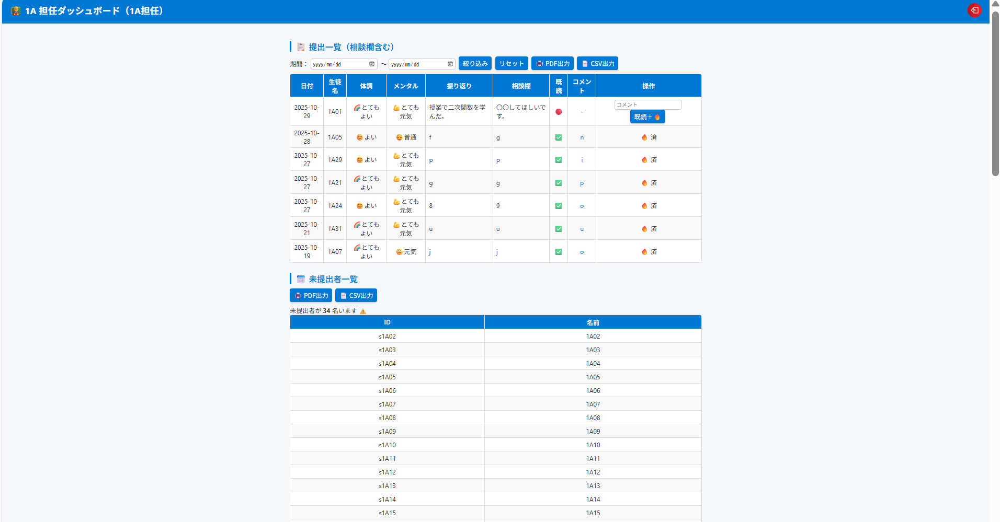 1A 担任ダッシュボード（1A担任）
提出一覧（相談欄含む）
期間： yyyy/mm/dd ～ yyyy/mm/dd 絞り込み リセット PDF出力 CSV出力
日付 生徒名 体調 メンタル 振り返り 相談欄 既読 コメント 操作
2025-10-29 1A01 とてもよい とても元気 授業で二次関数を学んだ。 〇〇してほしいです。 - コメント
既読＋
2025-10-28 1A05 よい 普通 f g n 済
2025-10-27 1A29 よい とても元気 p p i 済
2025-10-27 1A21 とてもよい とても元気 g g p 済
2025-10-27 1A24 よい とても元気 8 9 o 済
2025-10-21 1A31 とてもよい とても元気 u u u 済
2025-10-19 1A07 とてもよい 元気 j j o 済
未提出者一覧
PDF出力 CSV出力
未提出者が 34 名います
ID 名前
s1A02 1A02
s1A03 1A03
s1A04 1A04
s1A05 1A05
s1A06 1A06
s1A07 1A07
s1A08 1A08
s1A09 1A09
s1A10 1A10
s1A11 1A11
s1A12 1A12
s1A13 1A13
s1A14 1A14
s1A15 1A15